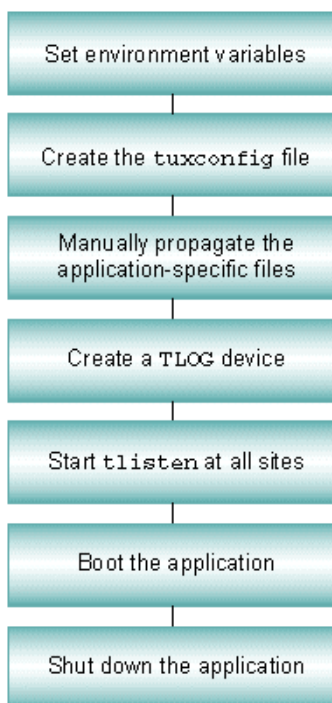 Set environment variables
Create the tuxconfig file
Manually propagate the
application-specific files
Create a TLOG device
Start tlisten at all sites
Boot the application
Shut down the application